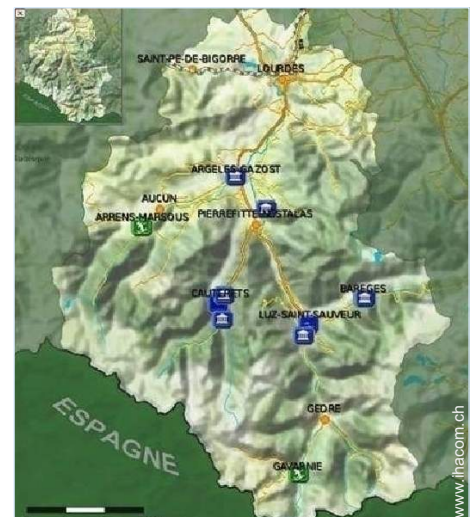 SAINT-PE-DE-BIGORRE
LOURDES
ARGELES-GAZOST
AUCUN
ARRENS-MARSOUS
PIERREFITTE-NESTALAS
CAUTERETS
BAREGES
LUZ-SAINT-SAUVEUR
GEDRE
GAVARNIE
ESPAGNE
www.ihacom.ch